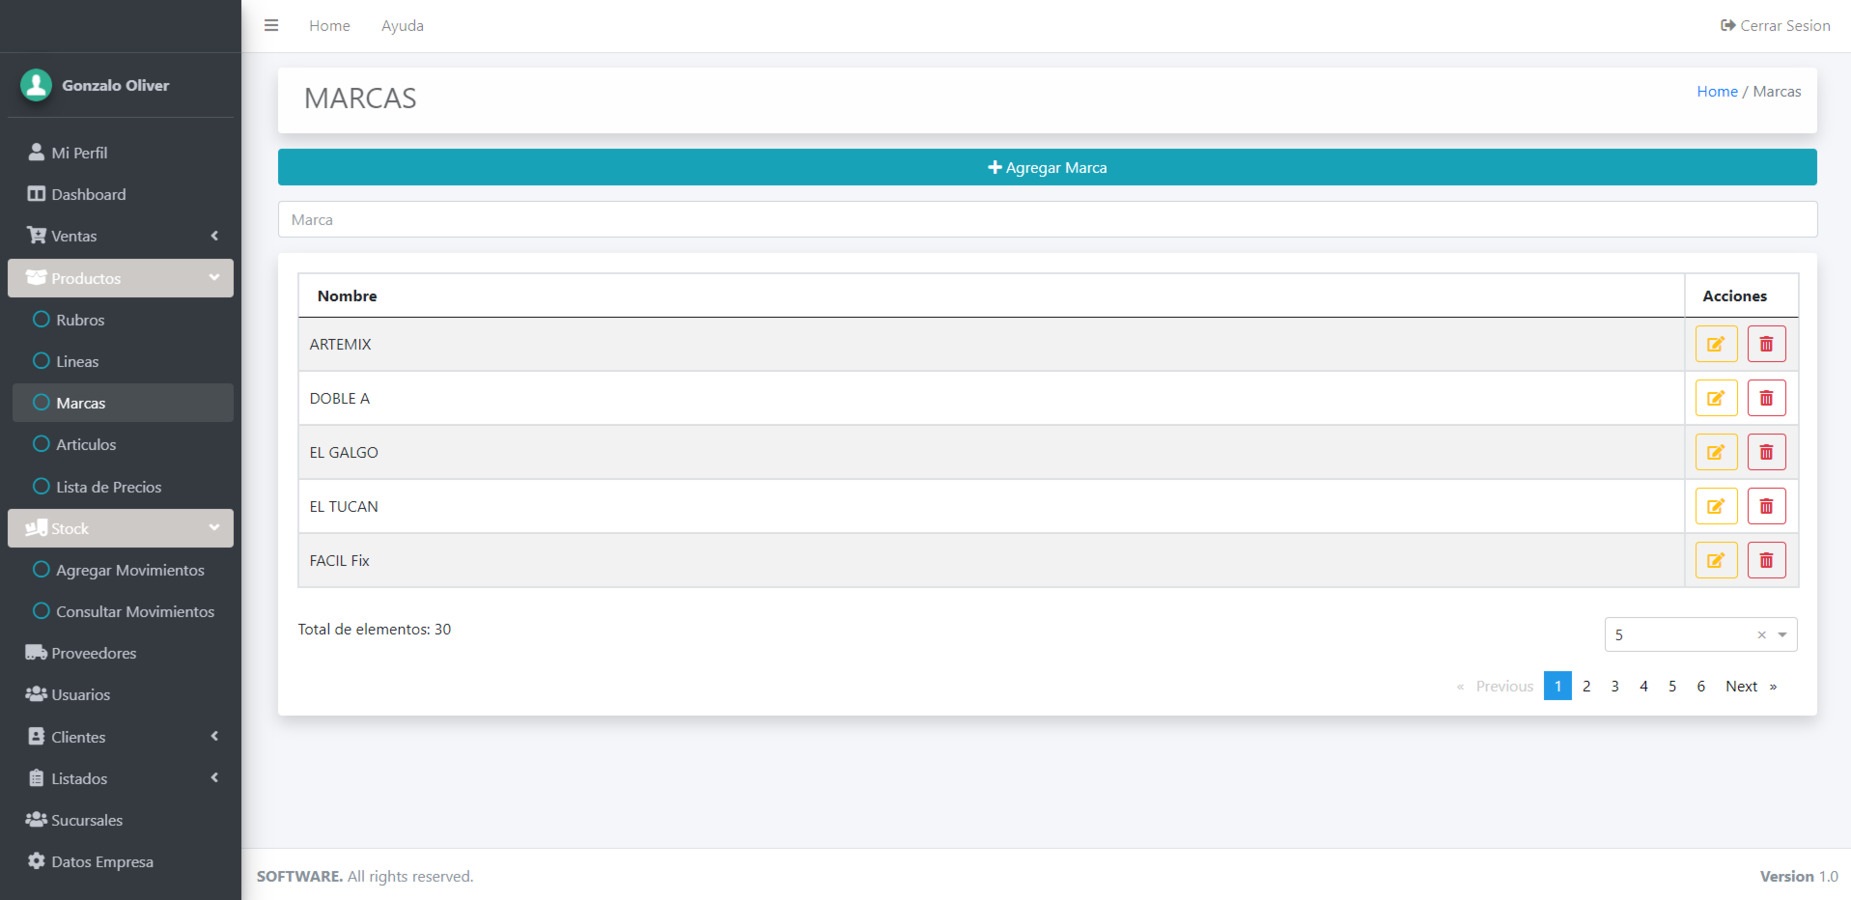 Home
Ayuda
Cerrar Sesion
Gonzalo Oliver
Mi Perfil
Dashboard
Ventas
Productos
Rubros
Lineas
Marcas
Articulos
Lista de Precios
Stock
Agregar Movimientos
Consultar Movimientos
Proveedores
Usuarios
Clientes
Listados
Sucursales
Datos Empresa
MARCAS
Home / Marcas
Agregar Marca
Marca
Nombre Acciones
ARTEMIX
DOBLE A
EL GALGO
EL TUCAN
FACIL Fix
Total de elementos: 30
5 ×
« Previous 1 2 3 4 5 6 Next »
SOFTWARE. All rights reserved.
Version 1.0